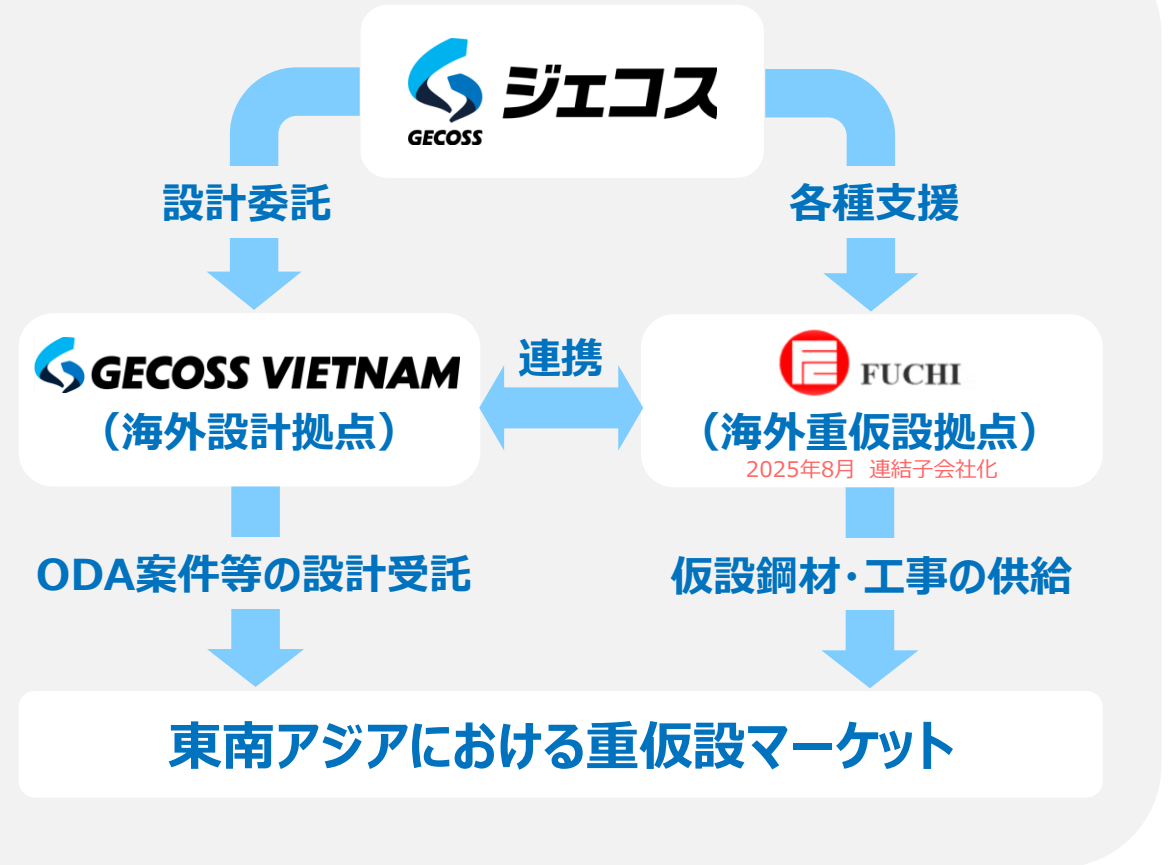 ジェコス
GECOSS
設計委託
各種支援
GECOSS VIETNAM
（海外設計拠点）
連携
FUCHI
（海外重仮設拠点）
2025年8月 連結子会社化
ODA案件等の設計受託
仮設鋼材・工事の供給
東南アジアにおける重仮設マーケット